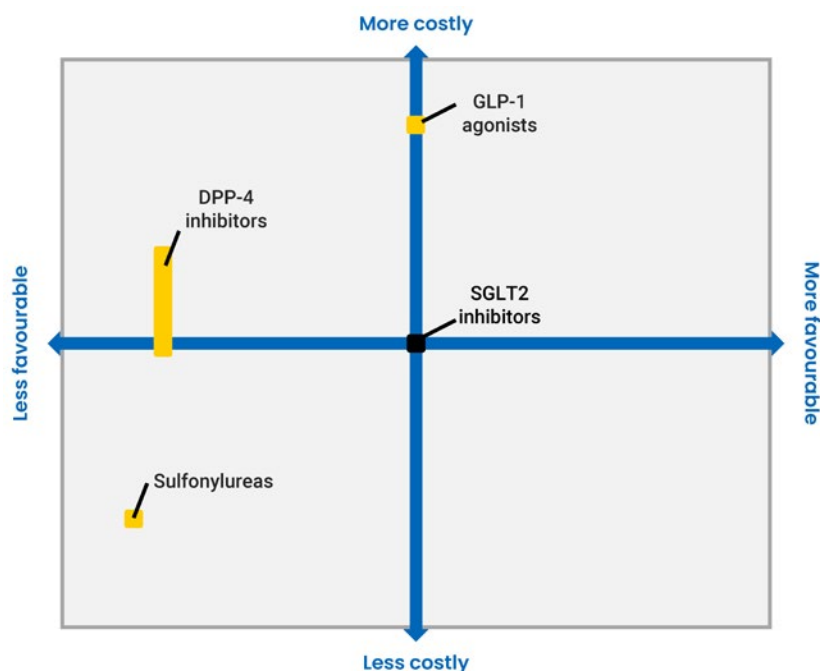 More costly
GLP-1
agonists
DPP-4
inhibitors
SGLT2
inhibitors
Less favourable
More favourable
Sulfonylureas
Less costly